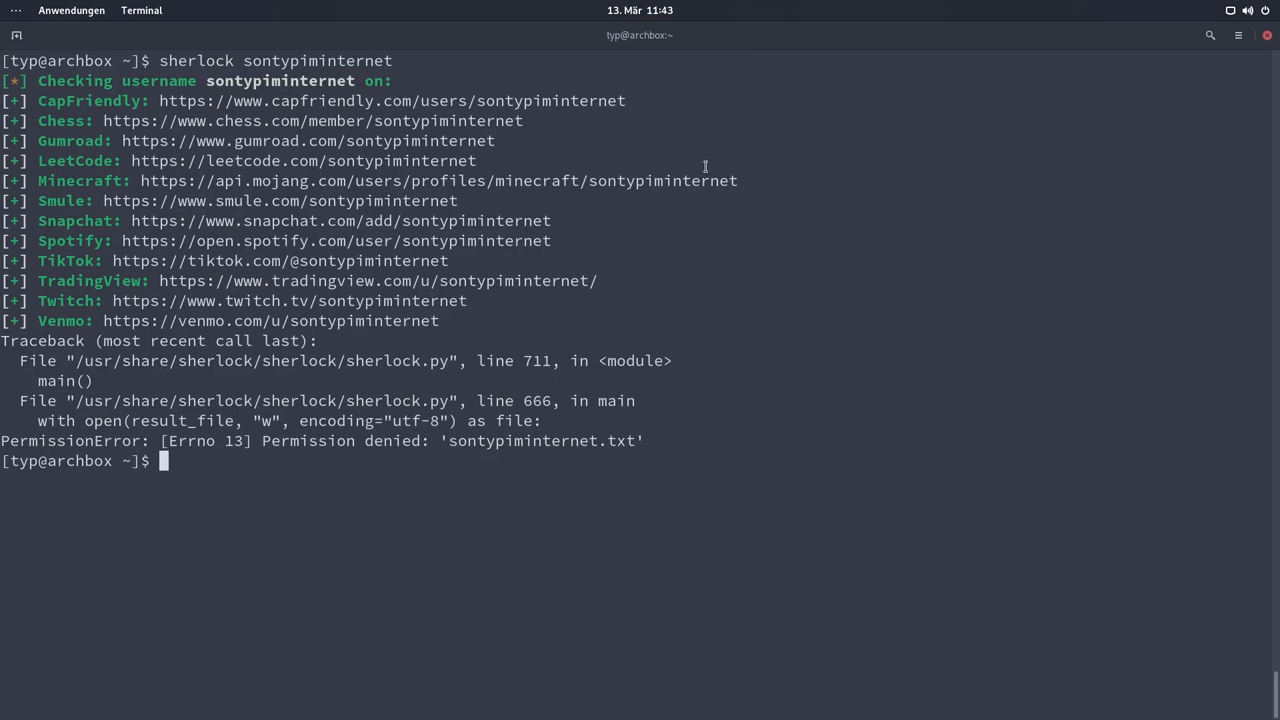 ··· Anwendungen Terminal 13. Mär 11:43
typ@archbox:~
[typ@archbox ~]$ sherlock sontypiminternet
[*] Checking username sontypiminternet on:
[+] CapFriendly: https://www.capfriendly.com/users/sontypiminternet
[+] Chess: https://www.chess.com/member/sontypiminternet
[+] Gumroad: https://www.gumroad.com/sontypiminternet
[+] LeetCode: https://leetcode.com/sontypiminternet
[+] Minecraft: https://api.mojang.com/users/profiles/minecraft/sontypiminternet
[+] Smule: https://www.smule.com/sontypiminternet
[+] Snapchat: https://www.snapchat.com/add/sontypiminternet
[+] Spotify: https://open.spotify.com/user/sontypiminternet
[+] TikTok: https://tiktok.com/@sontypiminternet
[+] TradingView: https://www.tradingview.com/u/sontypiminternet/
[+] Twitch: https://www.twitch.tv/sontypiminternet
[+] Venmo: https://venmo.com/u/sontypiminternet
Traceback (most recent call last):
  File "/usr/share/sherlock/sherlock/sherlock.py", line 711, in <module>
    main()
  File "/usr/share/sherlock/sherlock/sherlock.py", line 666, in main
    with open(result_file, "w", encoding="utf-8") as file:
PermissionError: [Errno 13] Permission denied: 'sontypiminternet.txt'
[typ@archbox ~]$